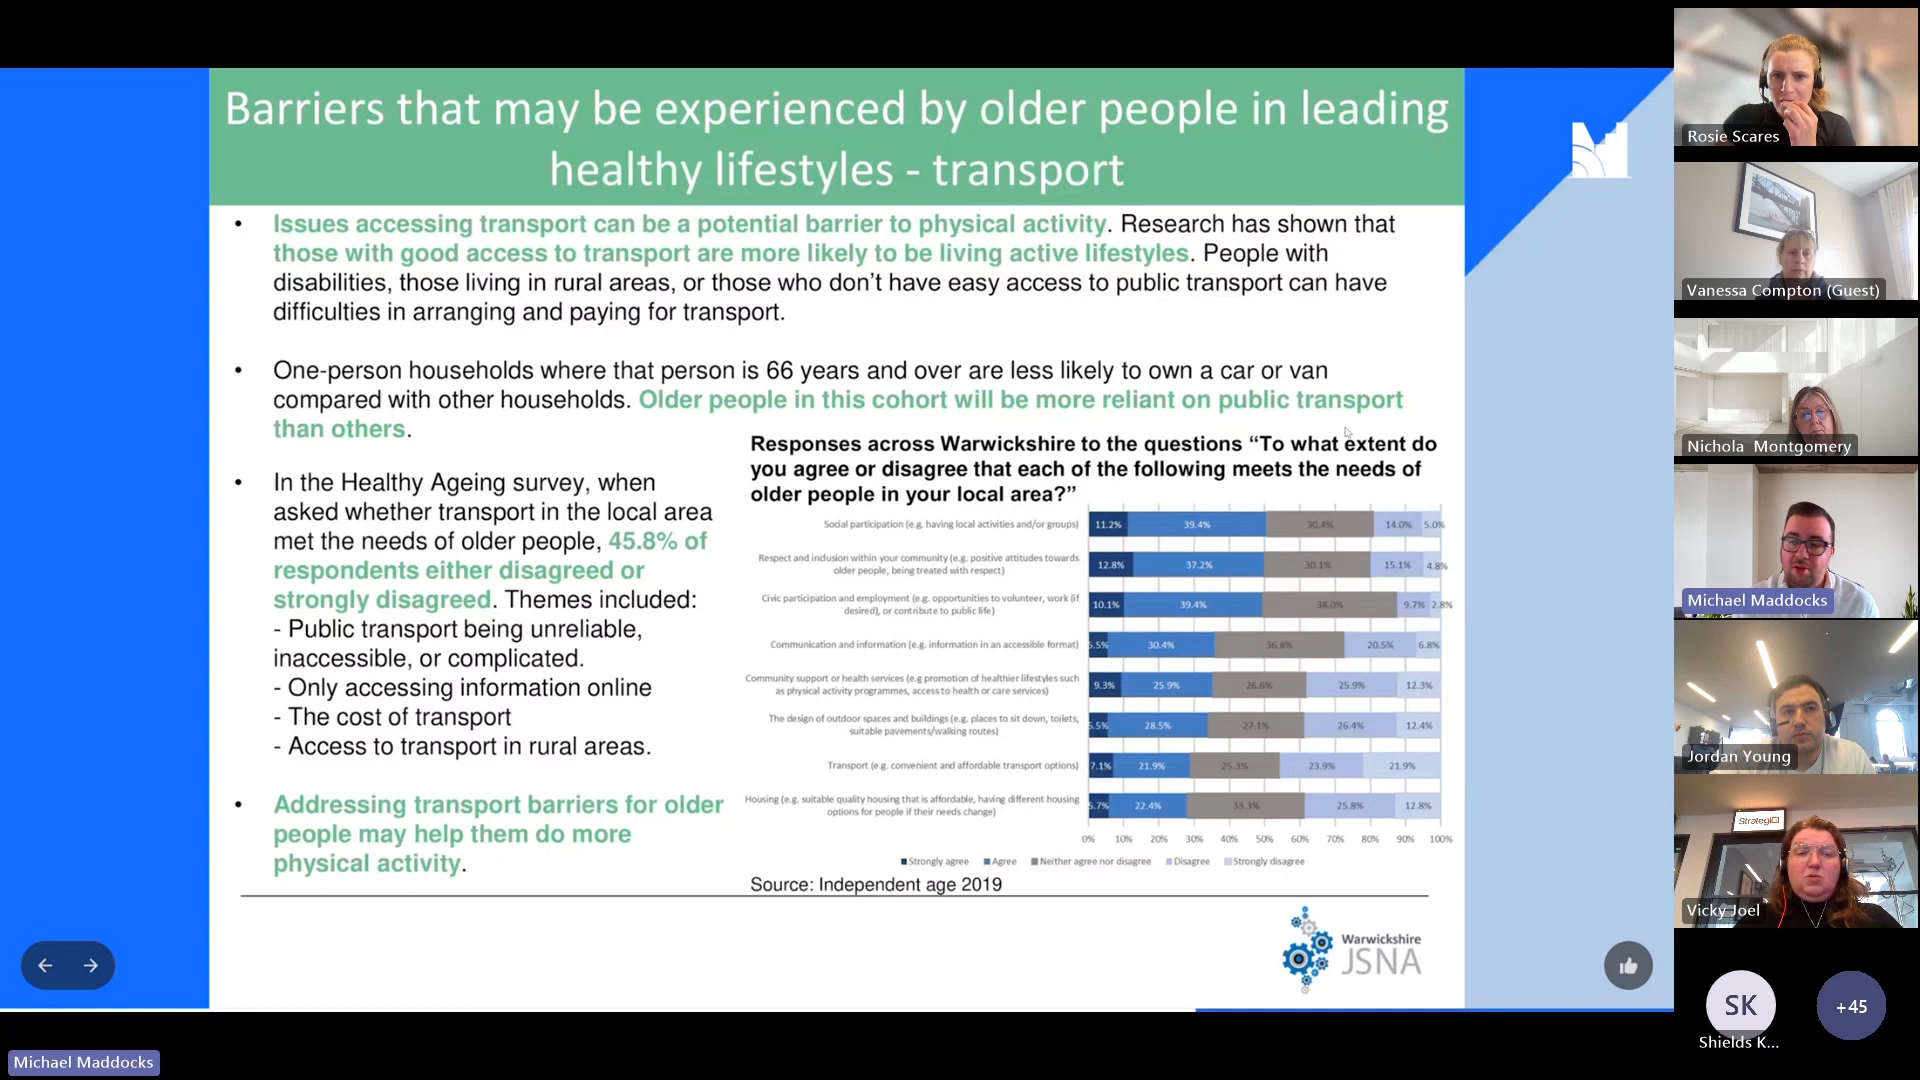 Barriers that may be experienced by older people in leading
healthy lifestyles - transport
• Issues accessing transport can be a potential barrier to physical activity. Research has shown that
those with good access to transport are more likely to be living active lifestyles. People with
disabilities, those living in rural areas, or those who don't have easy access to public transport can have
difficulties in arranging and paying for transport.
• One-person households where that person is 66 years and over are less likely to own a car or van
compared with other households. Older people in this cohort will be more reliant on public transport
than others.
• In the Healthy Ageing survey, when
asked whether transport in the local area
met the needs of older people, 45.8% of
respondents either disagreed or
strongly disagreed. Themes included:
- Public transport being unreliable,
inaccessible, or complicated.
- Only accessing information online
- The cost of transport
- Access to transport in rural areas.
• Addressing transport barriers for older
people may help them do more
physical activity.
Responses across Warwickshire to the questions “To what extent do
you agree or disagree that each of the following meets the needs of
older people in your local area?”
Social participation (e.g. having local activities and/or groups)
11.2% 39.4% 30.4% 14.0% 5.0%
Respect and inclusion within your community (e.g. positive attitudes towards
older people, being treated with respect)
12.8% 37.2% 30.1% 15.1% 4.8%
Civic participation and employment (e.g. opportunities to volunteer, work (if
desired), or contribute to public life)
10.1% 39.4% 38.0% 9.7% 2.8%
Communication and information (e.g. information in an accessible format)
5.5% 30.4% 36.8% 20.5% 6.8%
Community support or health services (e.g promotion of healthier lifestyles such
as physical activity programmes, access to health or care services)
9.3% 25.9% 26.6% 25.9% 12.3%
The design of outdoor spaces and buildings (e.g. places to sit down, toilets,
suitable pavements/walking routes)
5.5% 28.5% 27.1% 26.4% 12.4%
Transport (e.g. convenient and affordable transport options)
7.1% 21.9% 25.3% 23.9% 21.9%
Housing (e.g. suitable quality housing that is affordable, having different housing
options for people if their needs change)
5.7% 22.4% 33.3% 25.8% 12.8%
0% 10% 20% 30% 40% 50% 60% 70% 80% 90% 100%
Strongly agree Agree Neither agree nor disagree Disagree Strongly disagree
Source: Independent age 2019
Warwickshire
JSNA
Rosie Scares
Vanessa Compton (Guest)
Nichola Montgomery
Michael Maddocks
Jordan Young
StrategiQ
Vicky Joel
SK
Shields K...
+45
Michael Maddocks